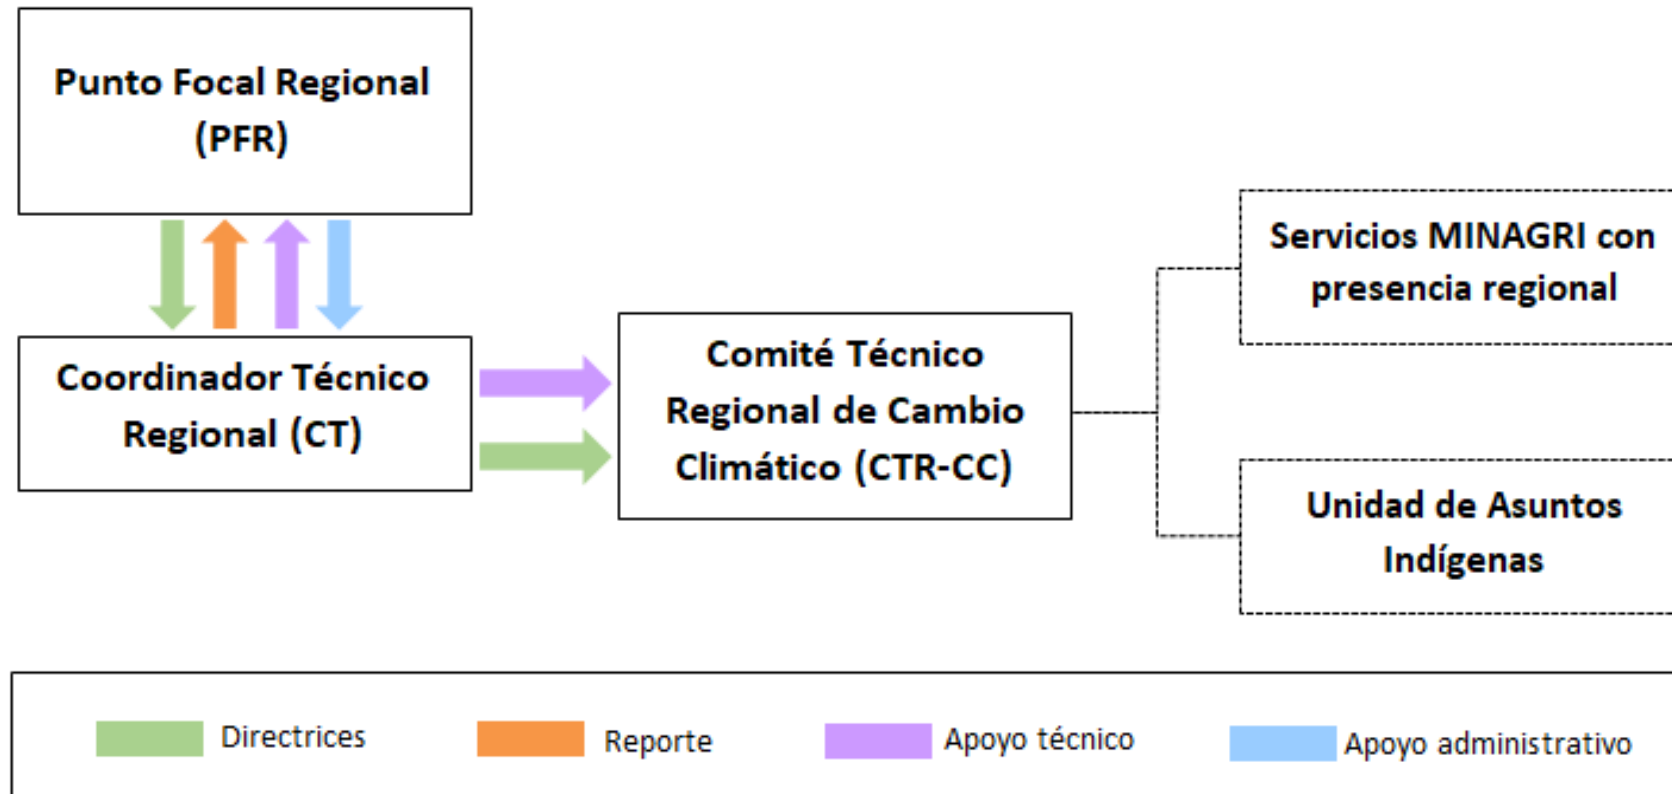 Punto Focal Regional
(PFR)
Coordinador Técnico
Regional (CT)
Comité Técnico
Regional de Cambio
Climático (CTR-CC)
Servicios MINAGRI con
presencia regional
Unidad de Asuntos
Indígenas
Directrices
Reporte
Apoyo técnico
Apoyo administrativo